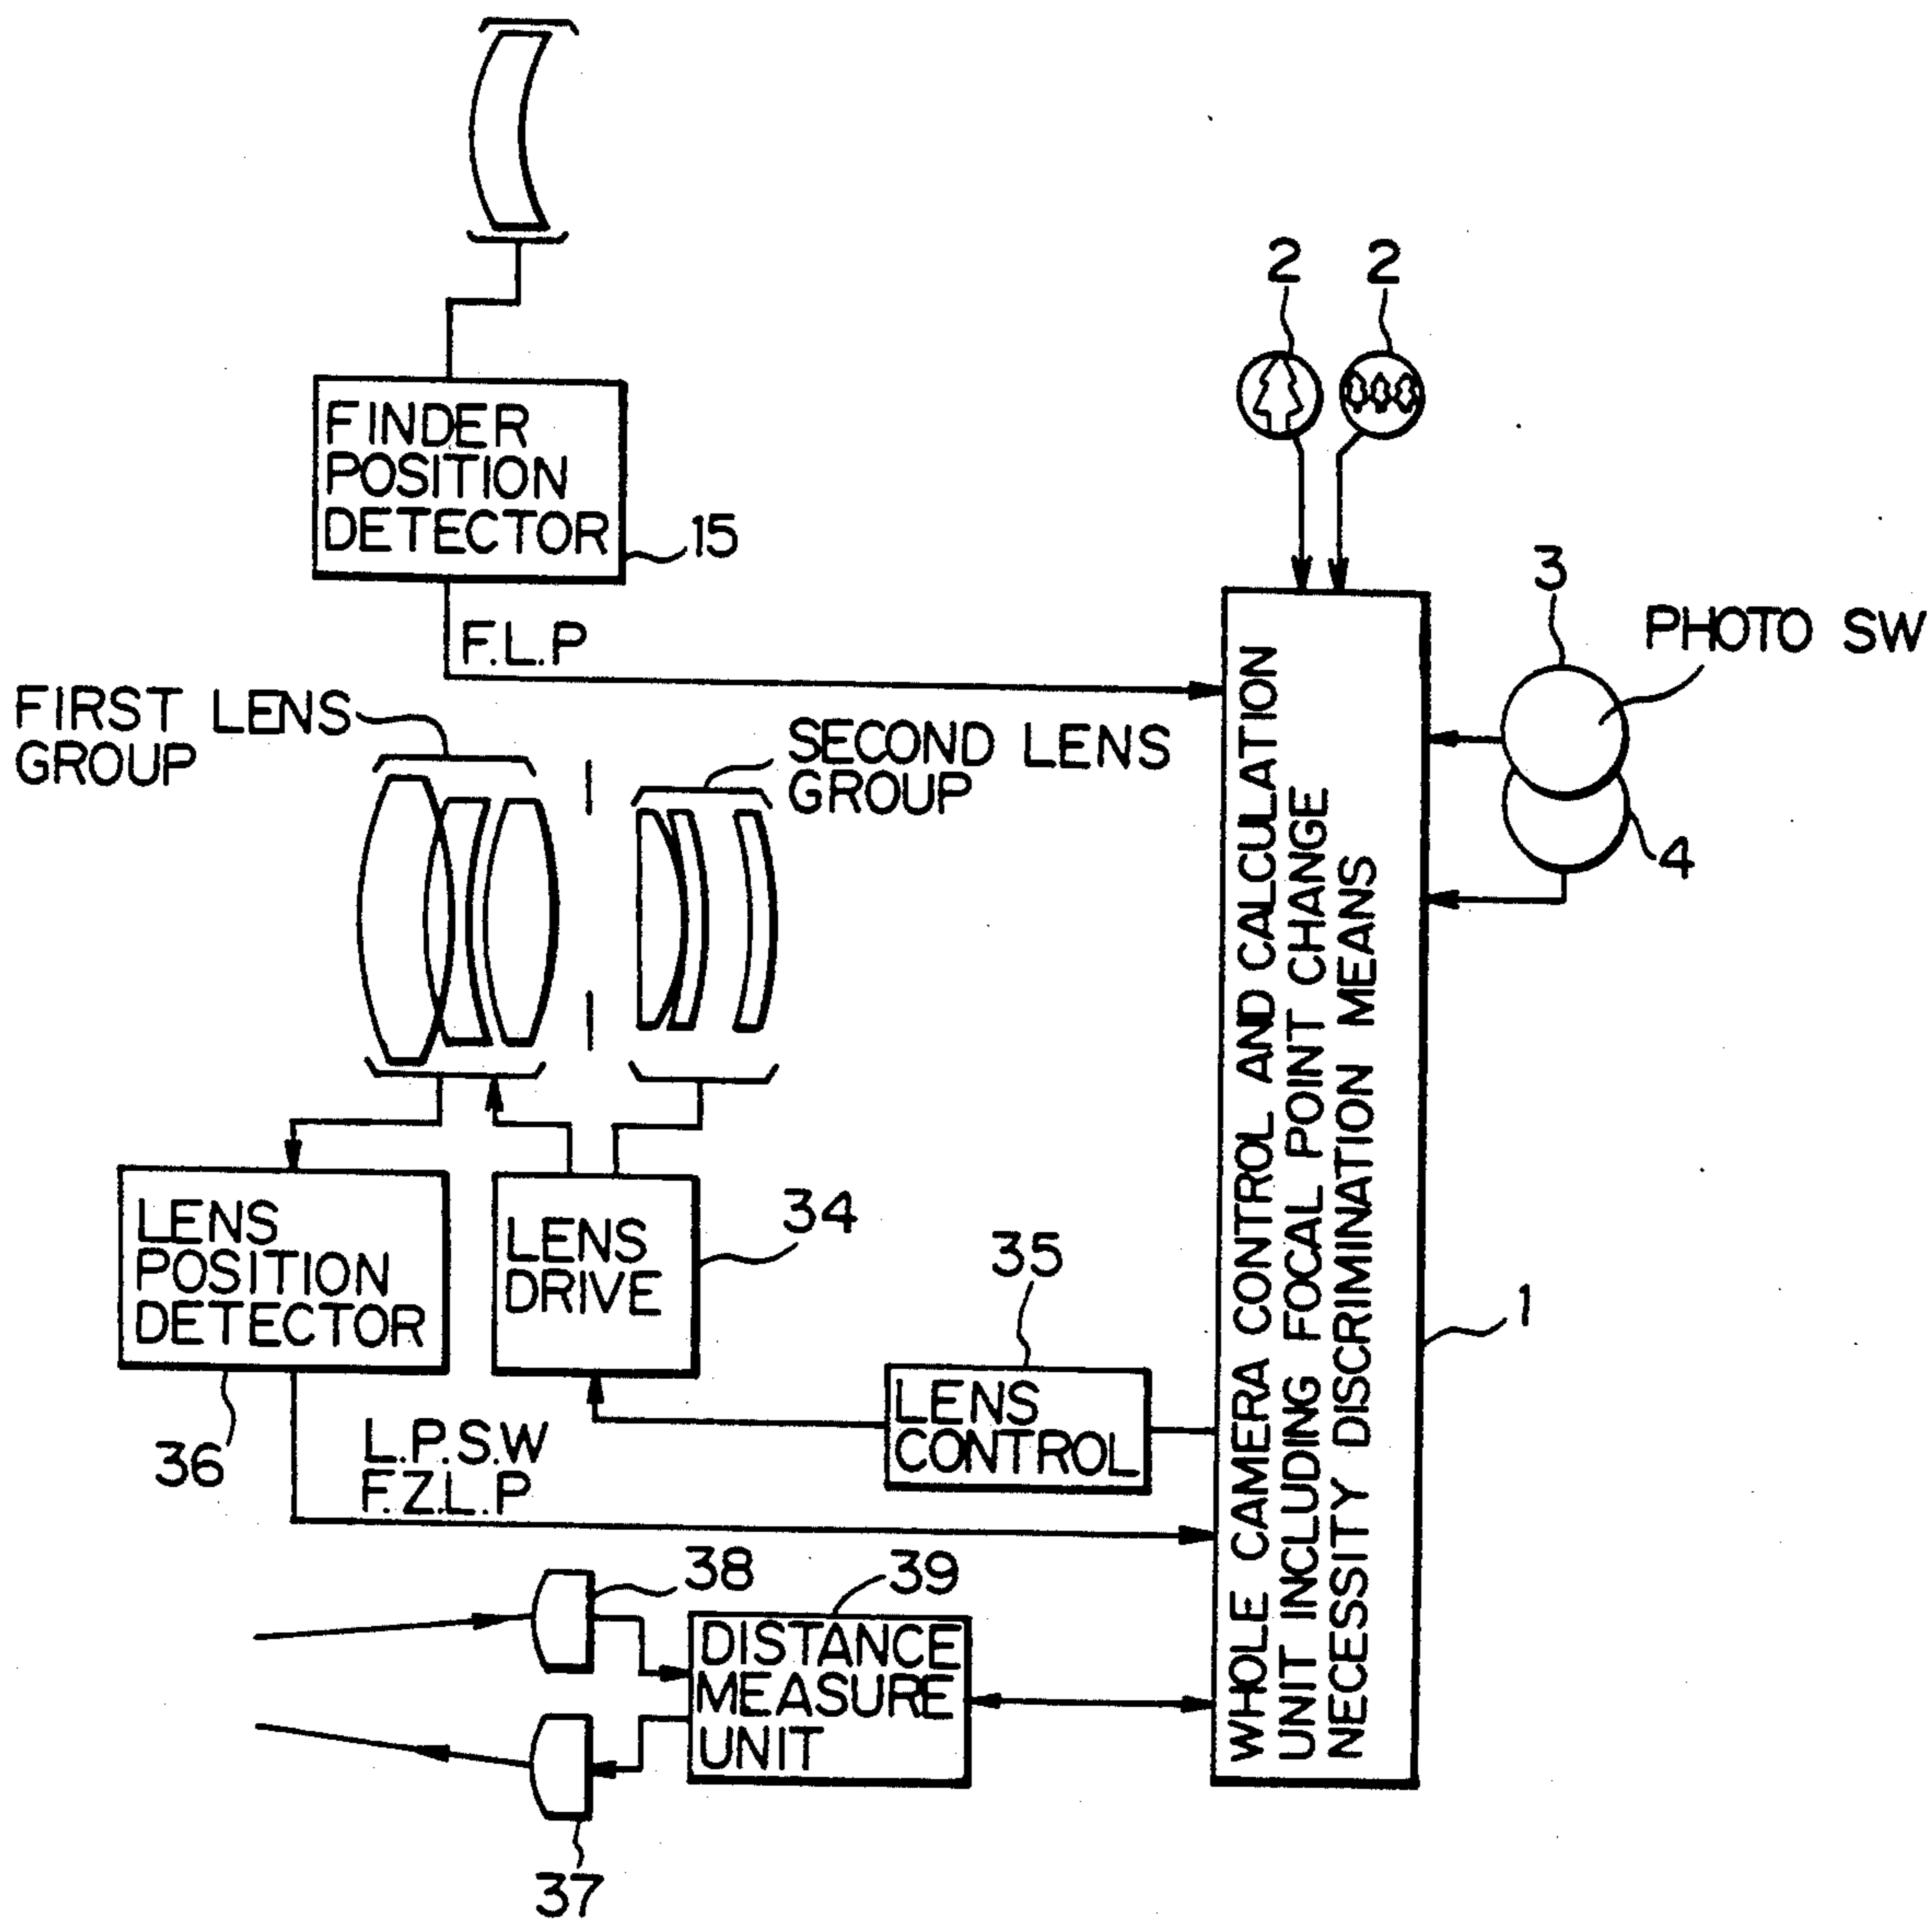 2 2
FINDER
POSITION
DETECTOR
15
3
PHOTO SW
F.L.P
FIRST LENS
GROUP
SECOND LENS
GROUP
4
WHOLE CAMERA CONTROL AND CALCULATION
UNIT INCLUDING FOCAL POINT CHANGE
NECESSITY DISCRIMINATION MEANS
LENS
POSITION
DETECTOR
LENS
DRIVE
34
35
1
LENS
CONTROL
36
L.P.S.W
F.Z.L.P
38
39
DISTANCE
MEASURE
UNIT
37